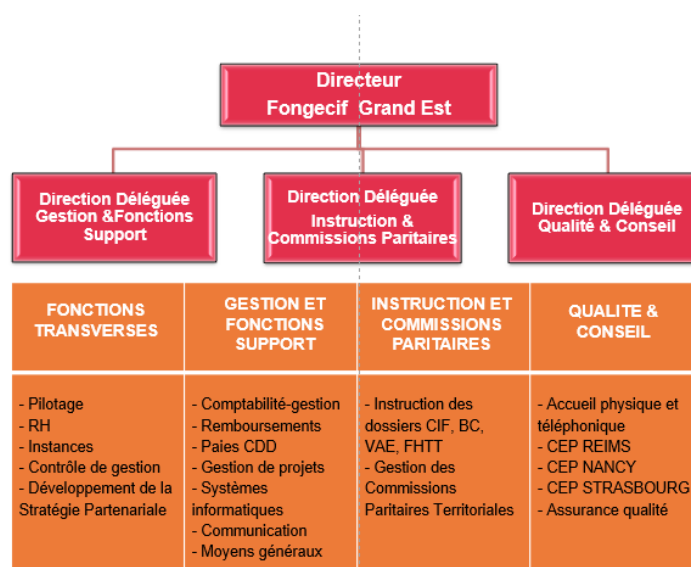 Directeur
Fongecif Grand Est
Direction Déléguée
Gestion &Fonctions
Support
Direction Déléguée
Instruction &
Commissions Paritaires
Direction Déléguée
Qualité & Conseil
FONCTIONS
TRANSVERSES
GESTION ET
FONCTIONS
SUPPORT
INSTRUCTION ET
COMMISSIONS
PARITAIRES
QUALITE &
CONSEIL
- Pilotage
- RH
- Instances
- Contrôle de gestion
- Développement de la
Stratégie Partenariale
- Comptabilité-gestion
- Remboursements
- Paies CDD
- Gestion de projets
- Systèmes
informatiques
- Communication
- Moyens généraux
- Instruction des
dossiers CIF, BC,
VAE, FHTT
- Gestion des
Commissions
Paritaires Territoriales
- Accueil physique et
téléphonique
- CEP REIMS
- CEP NANCY
- CEP STRASBOURG
- Assurance qualité